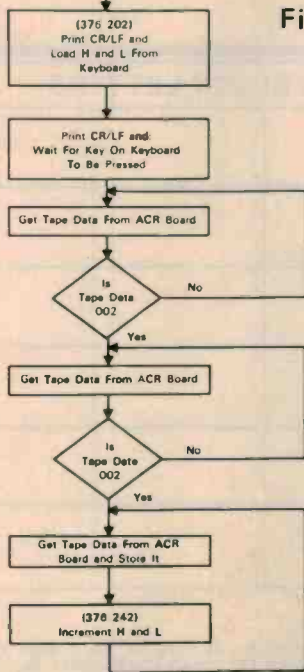 Fi
(376 202)
Print CR/LF and
Load H and L From
Keyboard
Print CR/LF and
Wait For Key On Keyboard
To Be Pressed
Get Tape Data From ACR Board
Is
Tape Data
002
No
Yes
Get Tape Data From ACR Board
Is
Tape Data
002
No
Yes
Get Tape Data From ACR
Board and Store It
(376 242)
Increment H and L